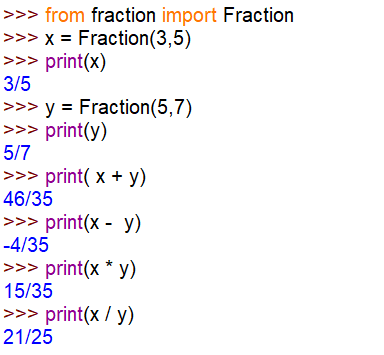 >>> from fraction import Fraction
>>> x = Fraction(3,5)
>>> print(x)
3/5
>>> y = Fraction(5,7)
>>> print(y)
5/7
>>> print( x + y)
46/35
>>> print(x -  y)
-4/35
>>> print(x * y)
15/35
>>> print(x / y)
21/25